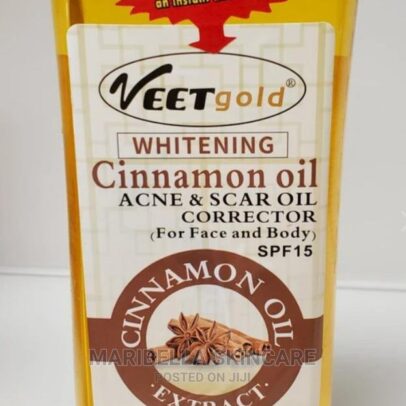 VEETgold®
WHITENING
Cinnamon oil
ACNE & SCAR OIL
CORRECTOR
(For Face and Body)
SPF15
CINNAMON OIL
MARIBELLA SKINCARE
POSTED ON JIJI
• EXTRACT •